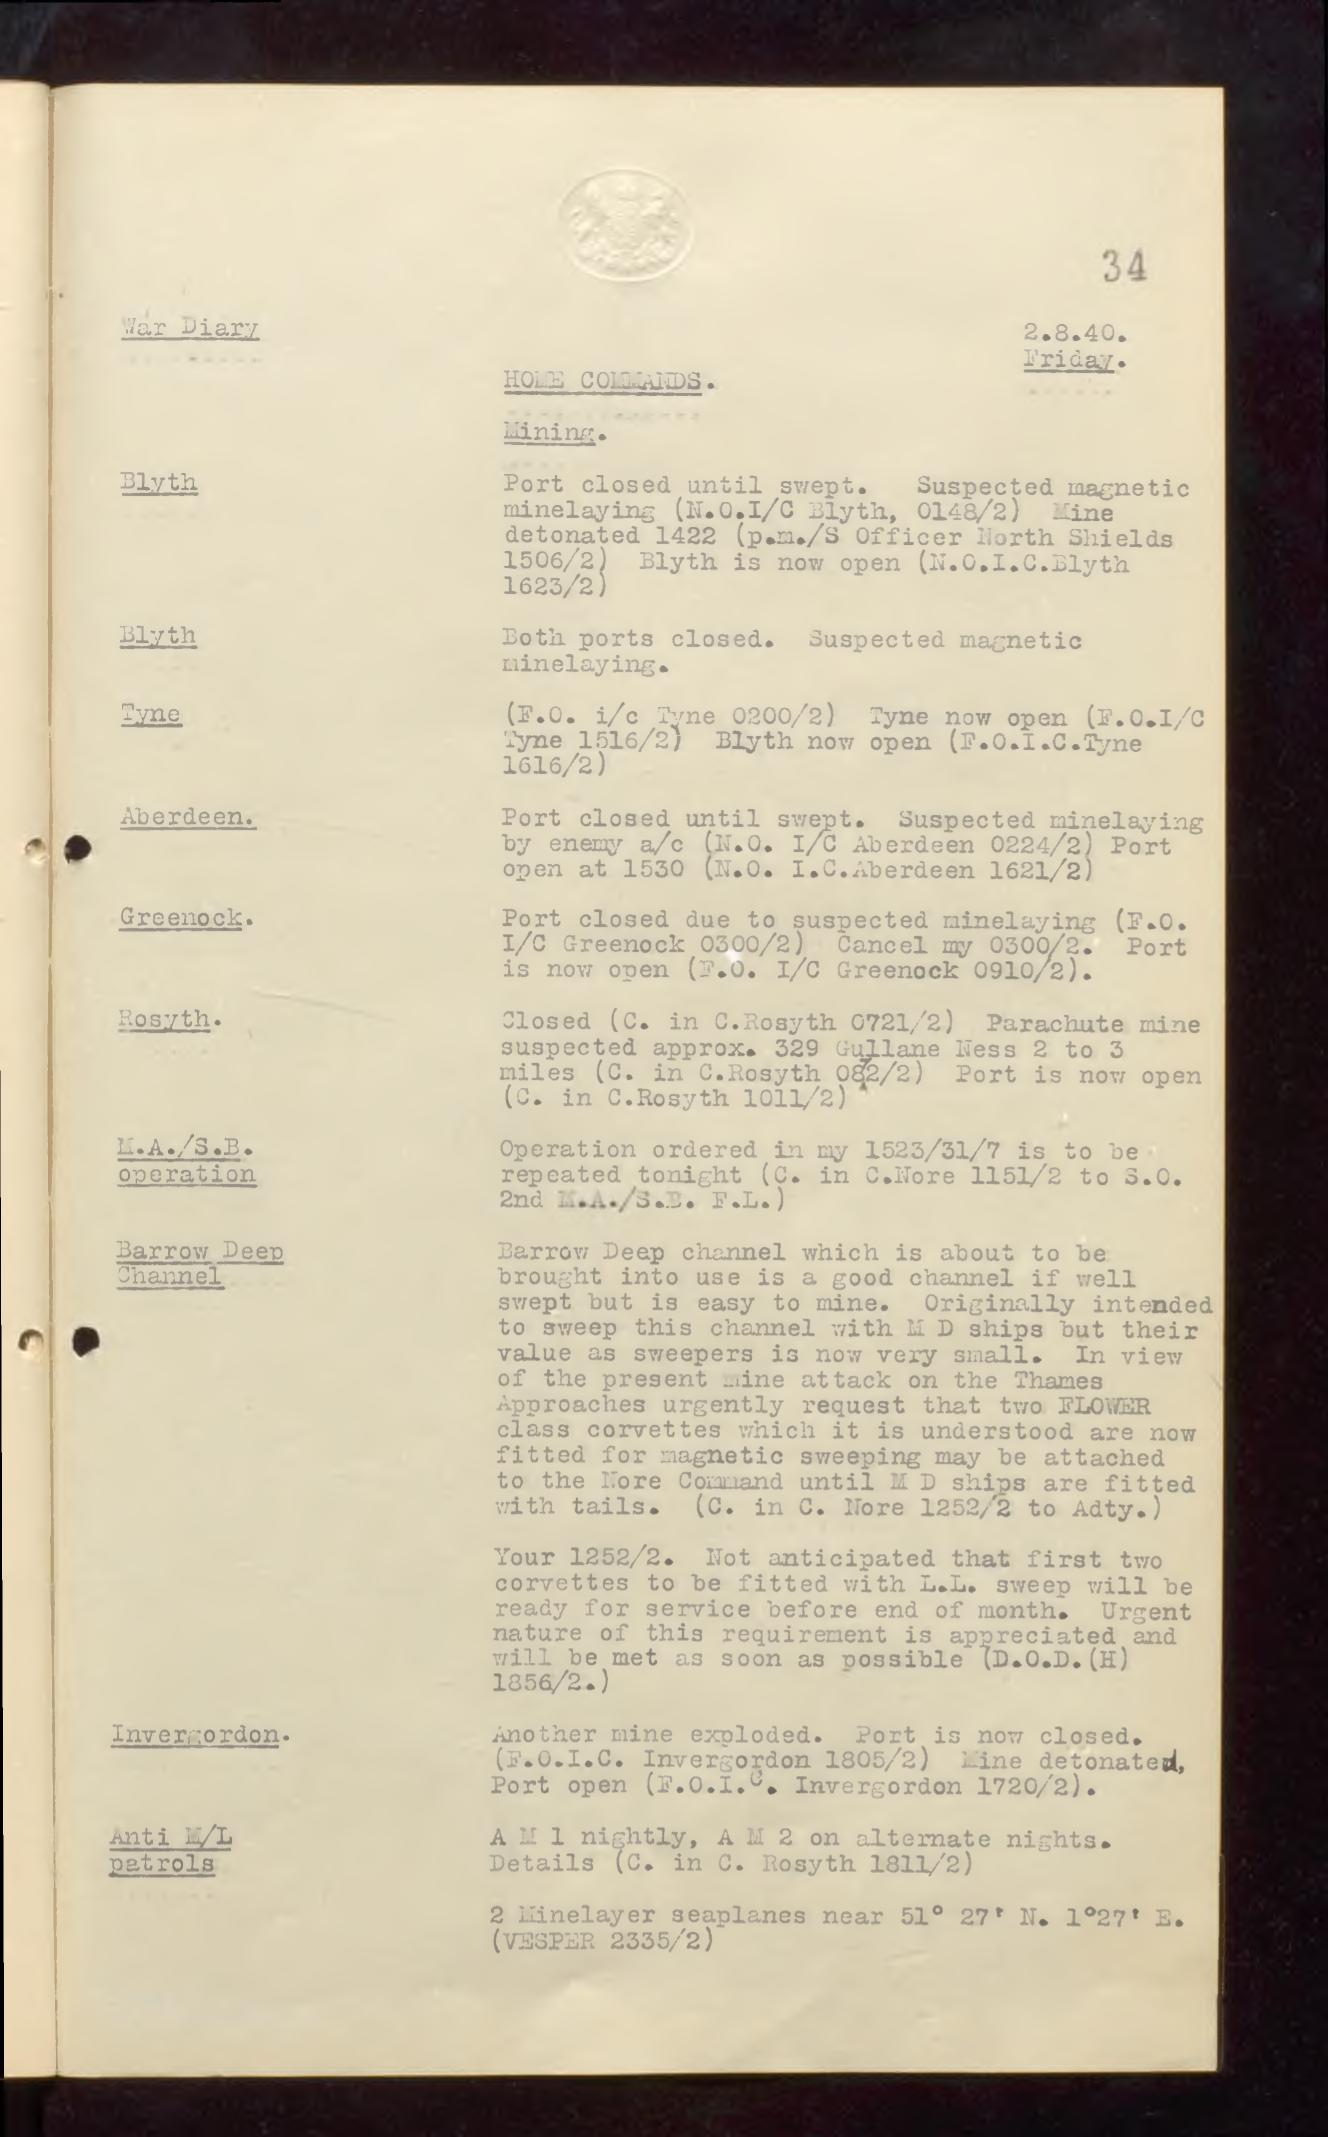 34
War Diary
2.8.40.
Friday.
HOME COMMANDS.
Mining.
Blyth
Port closed until swept. Suspected magnetic
minelaying (N.O.I/C Blyth, 0148/2) Mine
detonated 1422 (p.m./S Officer North Shields
1506/2) Blyth is now open (N.O.I.C.Blyth
1623/2)
Blyth
Both ports closed. Suspected magnetic
minelaying.
Tyne
(F.O. i/c Tyne 0200/2) Tyne now open (F.O.I/C
Tyne 1516/2) Blyth now open (F.O.I.C.Tyne
1616/2)
Aberdeen.
Port closed until swept. Suspected minelaying
by enemy a/c (N.O. I/C Aberdeen 0224/2) Port
open at 1530 (N.O. I.C.Aberdeen 1621/2)
Greenock.
Port closed due to suspected minelaying (F.O.
I/C Greenock 0300/2) Cancel my 0300/2. Port
is now open (F.O. I/C Greenock 0910/2).
Rosyth.
Closed (C. in C.Rosyth 0721/2) Parachute mine
suspected approx. 329 Gullane Ness 2 to 3
miles (C. in C.Rosyth Port is now open
(C. in C.Rosyth 1011/2)
M.A./S.B.
operation
Operation ordered in my 1523/31/7 is to be
repeated tonight (C. in C.Nore 1151/2 to S.O.
2nd M.A./S.B. F.L.)
Barrow Deep
Channel
Barrow Deep channel which is about to be
brought into use is a good channel if well
swept but is easy to mine. Originally intended
to sweep this channel with M D ships but their
value as sweepers is now very small. In view
of the present mine attack on the Thames
Approaches urgently request that two FLOWER
class corvettes which it is understood are now
fitted for magnetic sweeping may be attached
to the Nore Command until M D ships are fitted
with tails. (C. in C. Nore 1252/2 to Adty.)
Your 1252/2. Not anticipated that first two
corvettes to be fitted with L.L. sweep will be
ready for service before end of month. Urgent
nature of this requirement is appreciated and
will be met as soon as possible (D.O.D.(H)
1856/2.)
Invergordon.
Another mine exploded. Port is now closed.
(F.O.I.C. Invergordon 1805/2) Mine detonated,
Port open (F.O.I.C. Invergordon 1720/2).
Anti M/L
patrols
A M 1 nightly, A M 2 on alternate nights.
Details (C. in C. Rosyth 1811/2)
2 Minelayer seaplanes near 51° 27' N. 1°27' E.
(VESPER 2335/2)